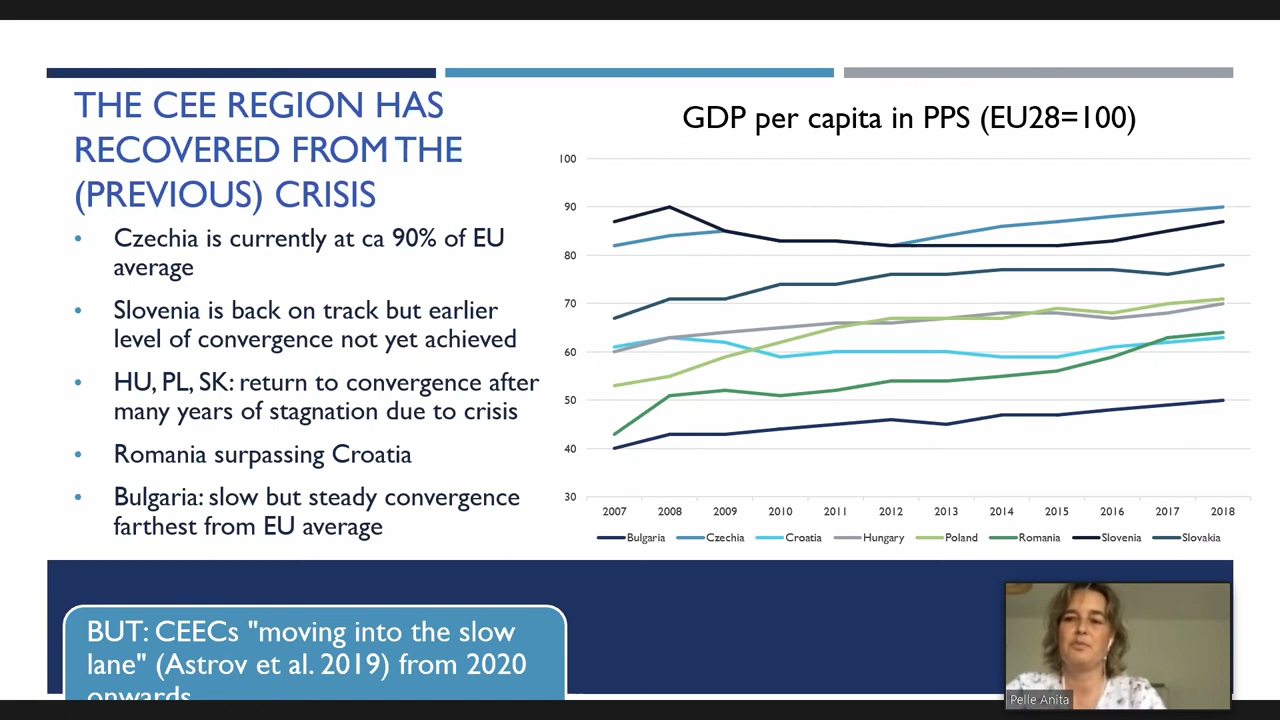 THE CEE REGION HAS
RECOVERED FROM THE
(PREVIOUS) CRISIS
• Czechia is currently at ca 90% of EU
average
• Slovenia is back on track but earlier
level of convergence not yet achieved
• HU, PL, SK: return to convergence after
many years of stagnation due to crisis
• Romania surpassing Croatia
• Bulgaria: slow but steady convergence
farthest from EU average
GDP per capita in PPS (EU28=100)
100
90
80
70
60
50
40
30
2007 2008 2009 2010 2011 2012 2013 2014 2015 2016 2017 2018
Bulgaria Czechia Croatia Hungary Poland Romania Slovenia Slovakia
BUT: CEECs "moving into the slow
lane" (Astrov et al. 2019) from 2020
onwards
Pelle Anita